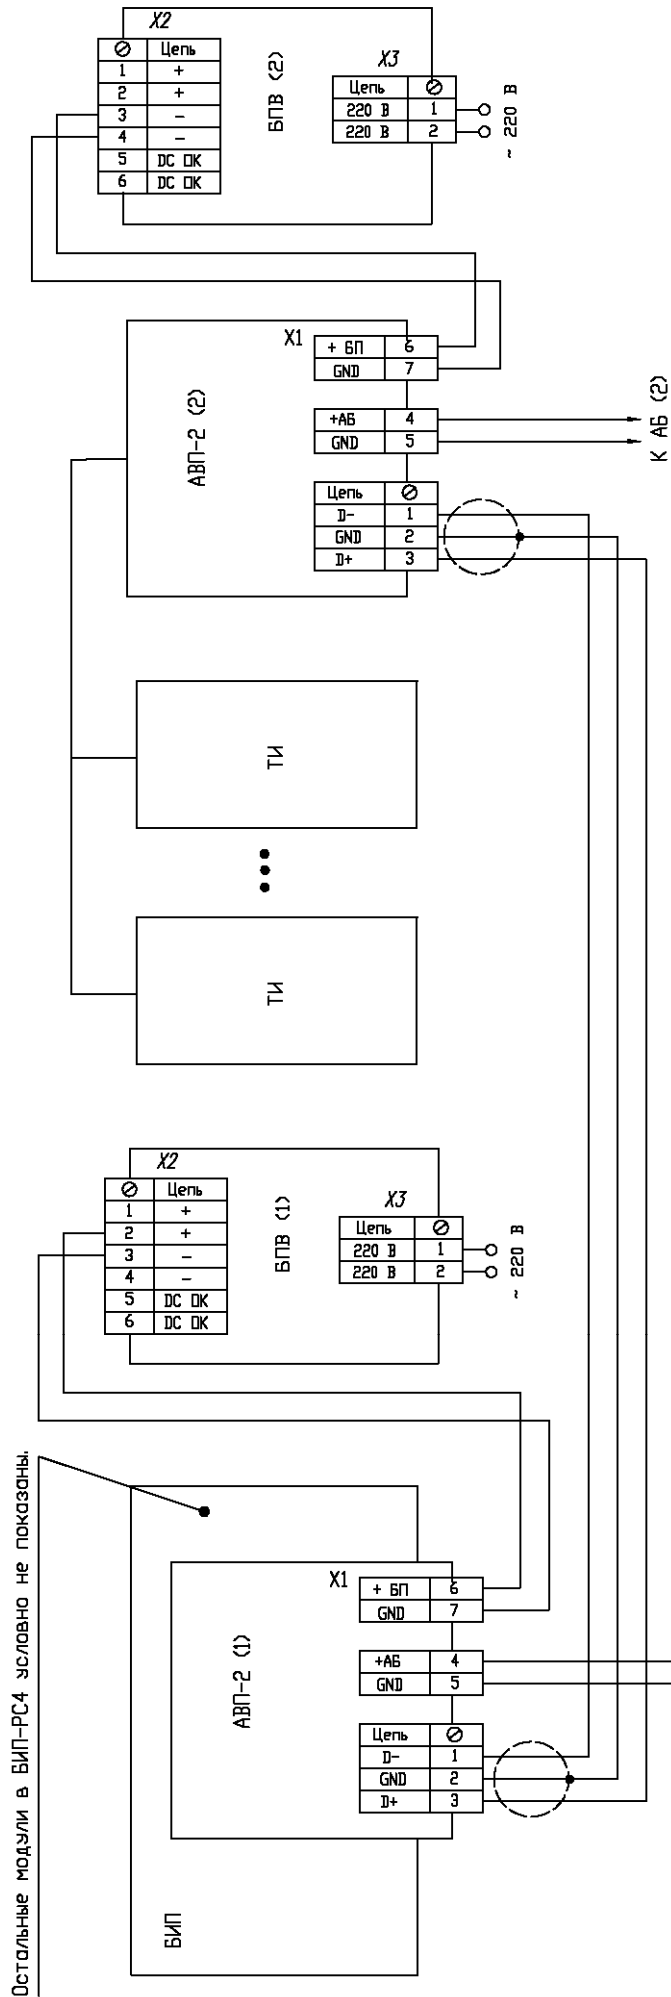 X2
Цепь
1 +
2 +
3 -
4 -
5 DC OK
6 DC OK
БПВ (2)
X3
Цепь
220 В 1
220 В 2
~ 220 В
X1
+ БП 6
GND 7
АВП-2 (2)
+АБ 4
GND 5
К АБ (2)
Цепь
D- 1
GND 2
D+ 3
ТИ
ТИ
X2
Цепь
1 +
2 +
3 -
4 -
5 DC OK
6 DC OK
БПВ (1)
X3
Цепь
220 В 1
220 В 2
~ 220 В
Остальные модули в БИП-РС4 условно не показаны.
X1
+ БП 6
GND 7
АВП-2 (1)
+АБ 4
GND 5
Цепь
D- 1
GND 2
D+ 3
БИП